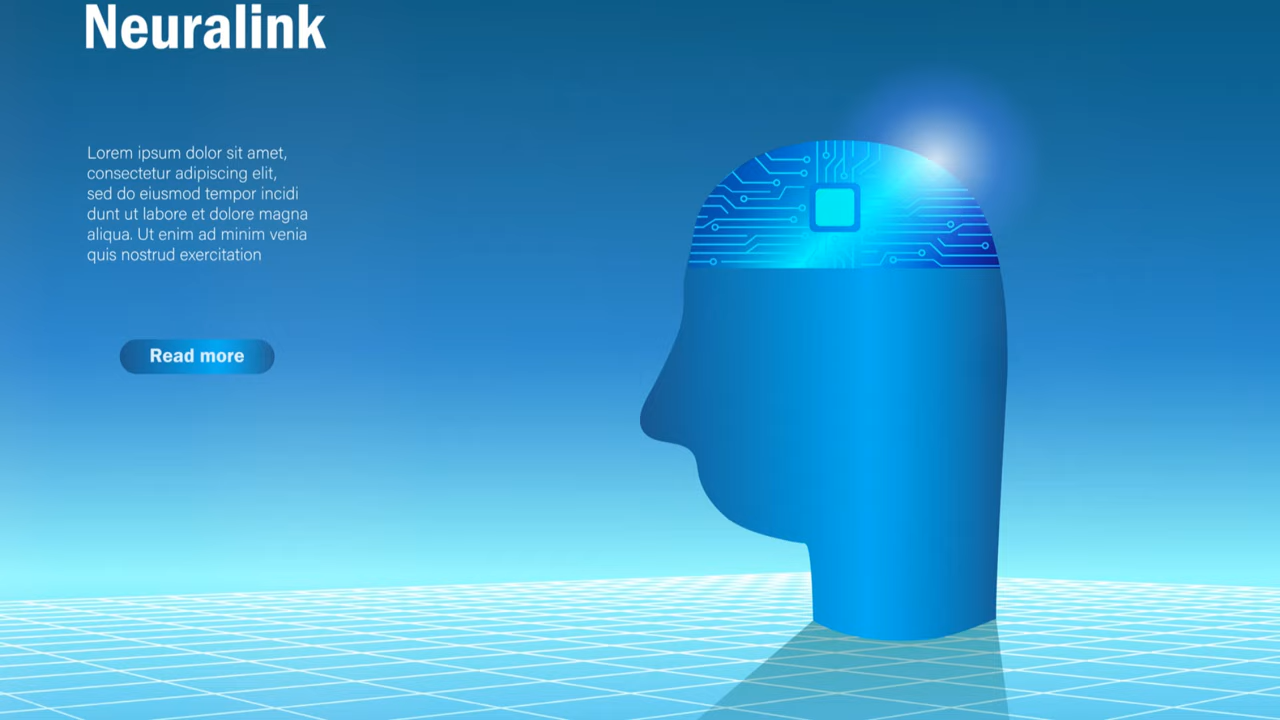 Neuralink
Lorem ipsum dolor sit amet,
consectetur adipiscing elit,
sed do eiusmod tempor incidi
dunt ut labore et dolore magna
aliqua. Ut enim ad minim venia
quis nostrud exercitation
Read more